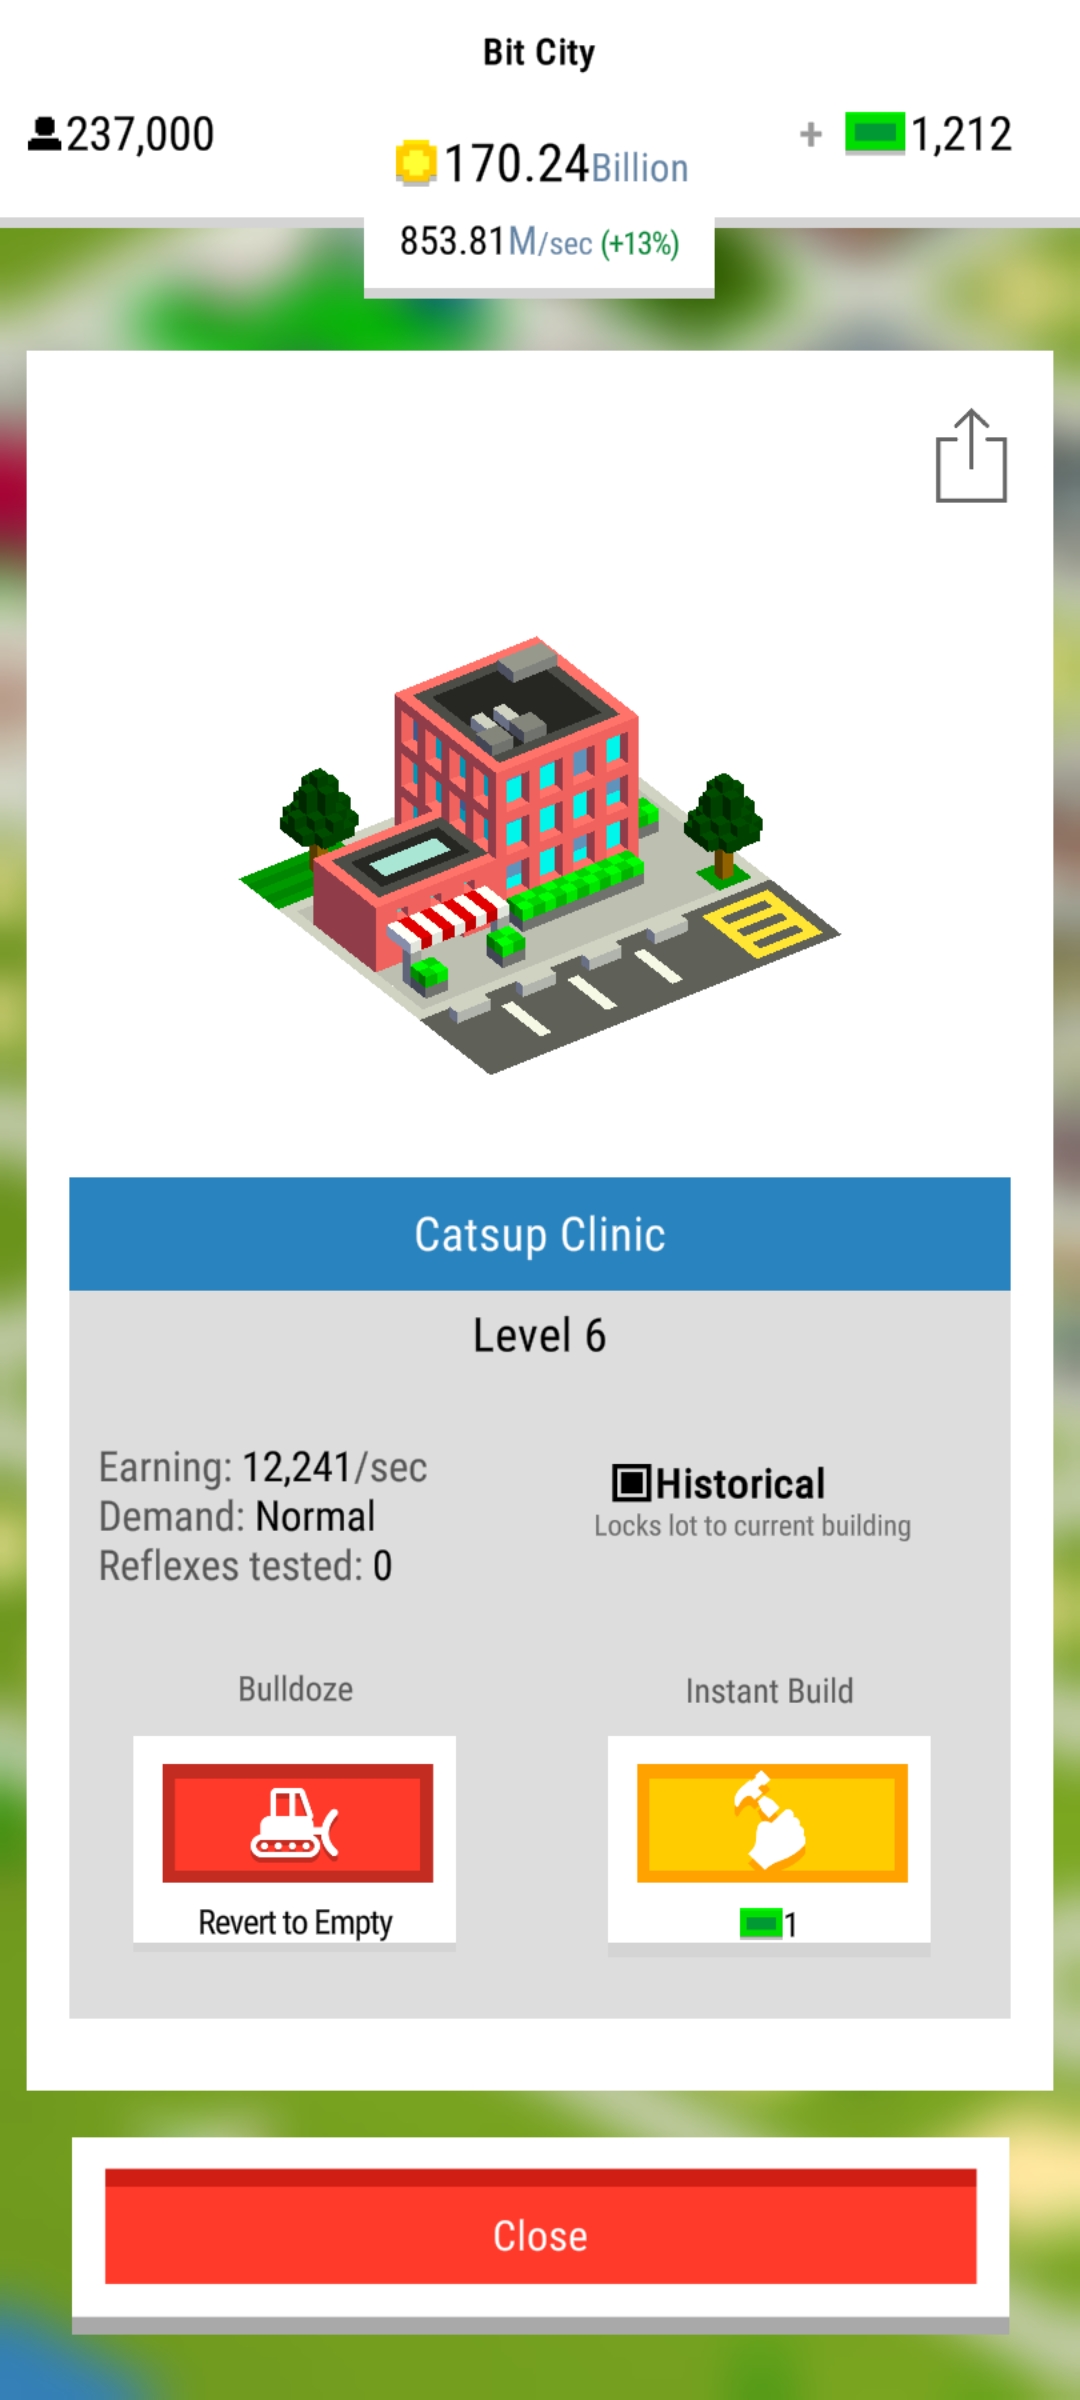 Bit City
237,000
170.24Billion
+ 1,212
853.81M/sec (+13%)
Catsup Clinic
Level 6
Earning: 12,241/sec
Demand: Normal
Reflexes tested: 0
Historical
Locks lot to current building
Bulldoze
Revert to Empty
Instant Build
1
Close